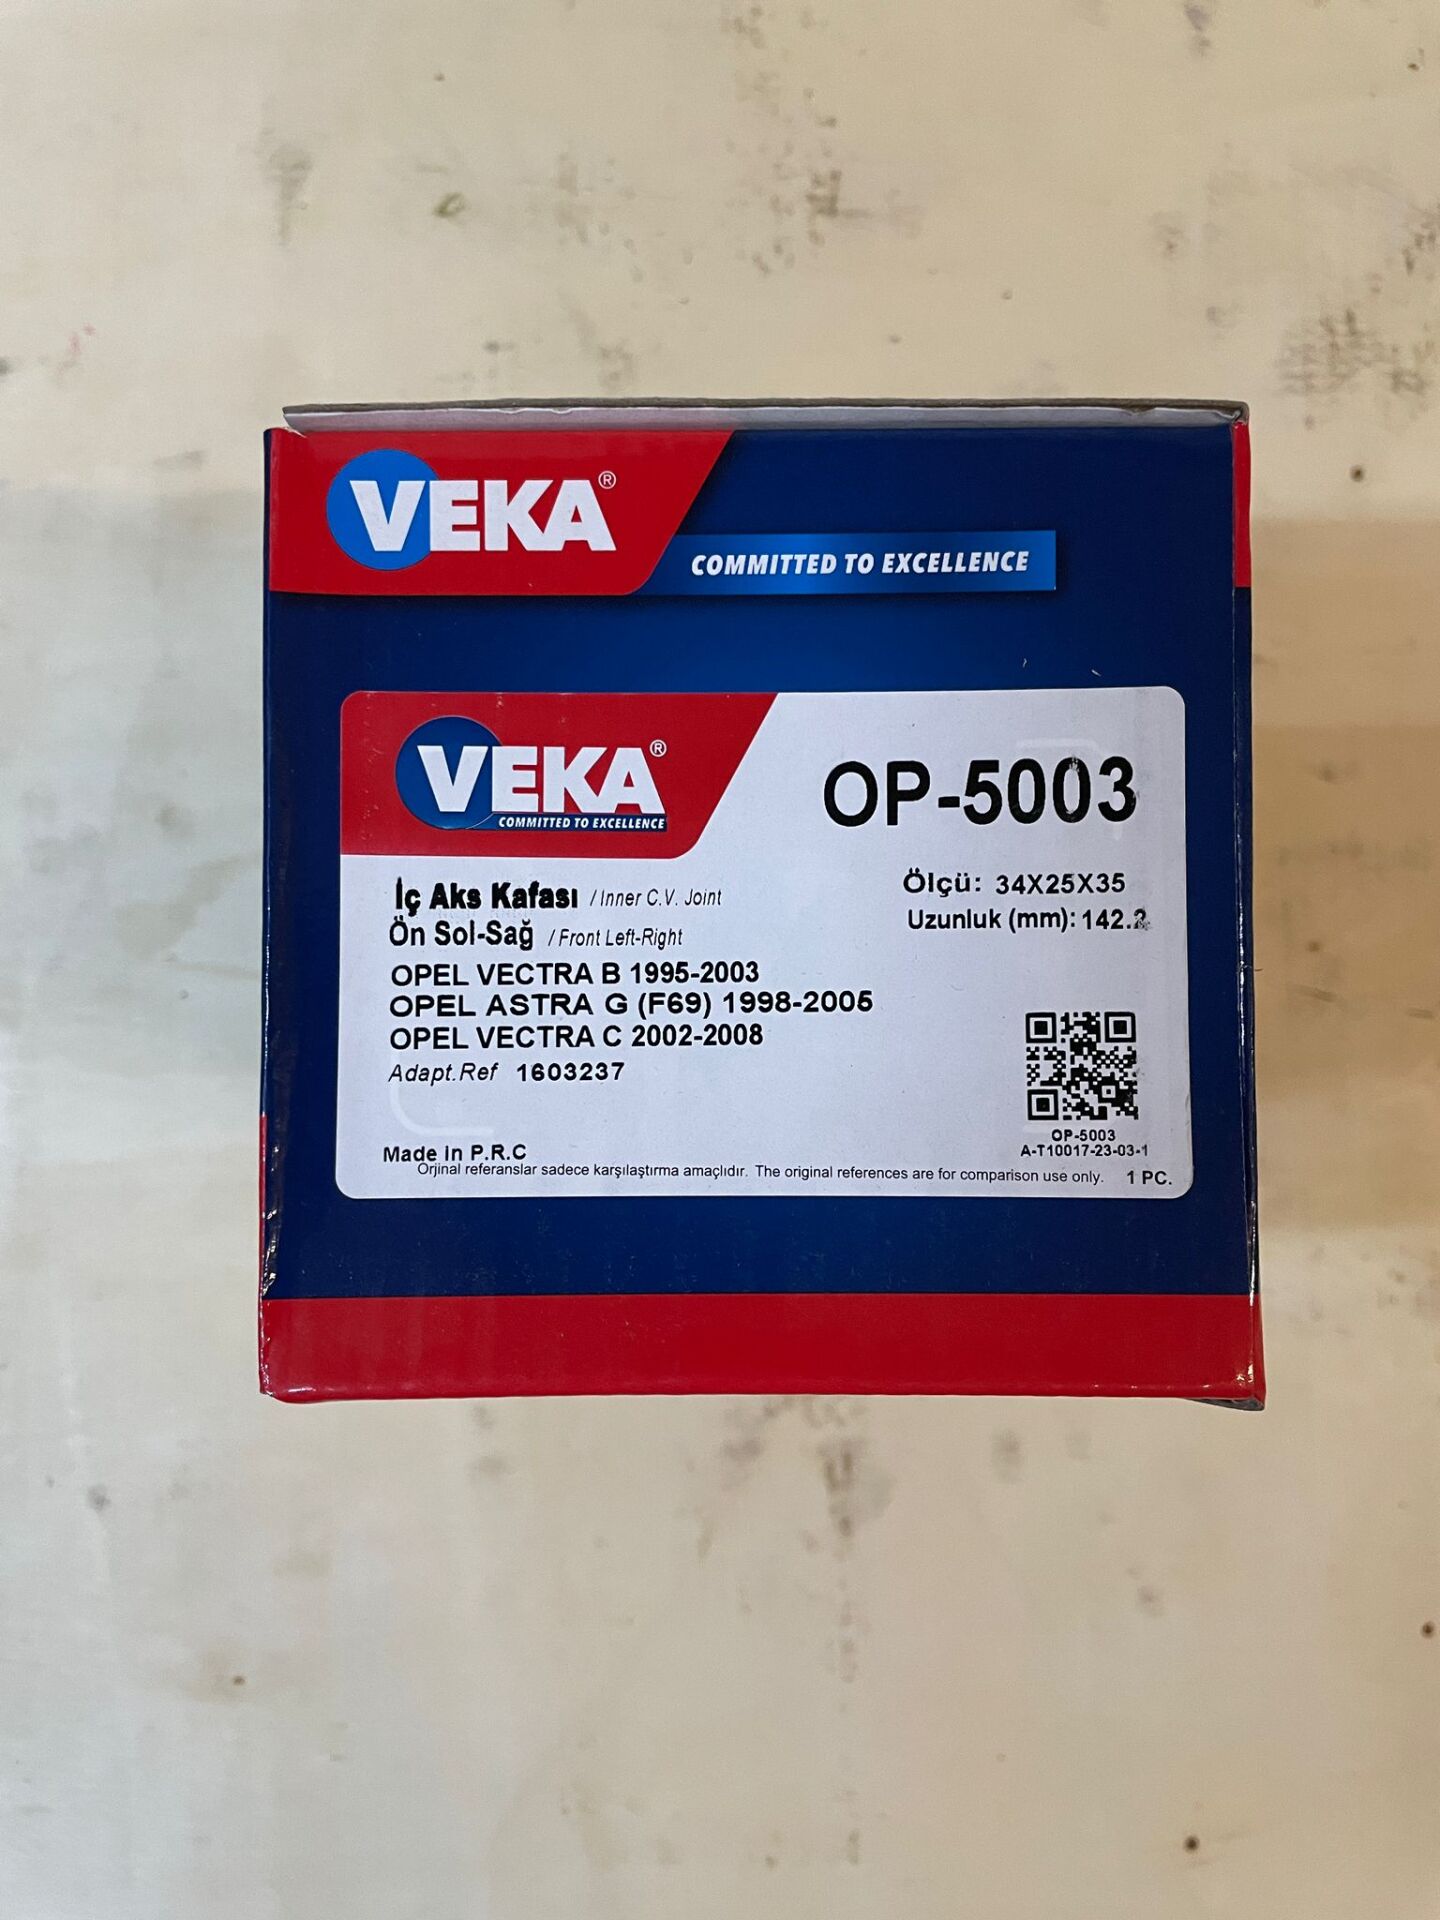 VEKA®
COMMITTED TO EXCELLENCE
VEKA®
COMMITTED TO EXCELLENCE
OP-5003
İç Aks Kafası / Inner C.V. Joint
Ön Sol-Sağ / Front Left-Right
Ölçü: 34X25X35
Uzunluk (mm): 142.2
OPEL VECTRA B 1995-2003
OPEL ASTRA G (F69) 1998-2005
OPEL VECTRA C 2002-2008
Adapt.Ref 1603237
OP-5003
A-T10017-23-03-1
Made in P.R.C
Orjinal referanslar sadece karşılaştırma amaçlıdır. The original references are for comparison use only. 1 PC.